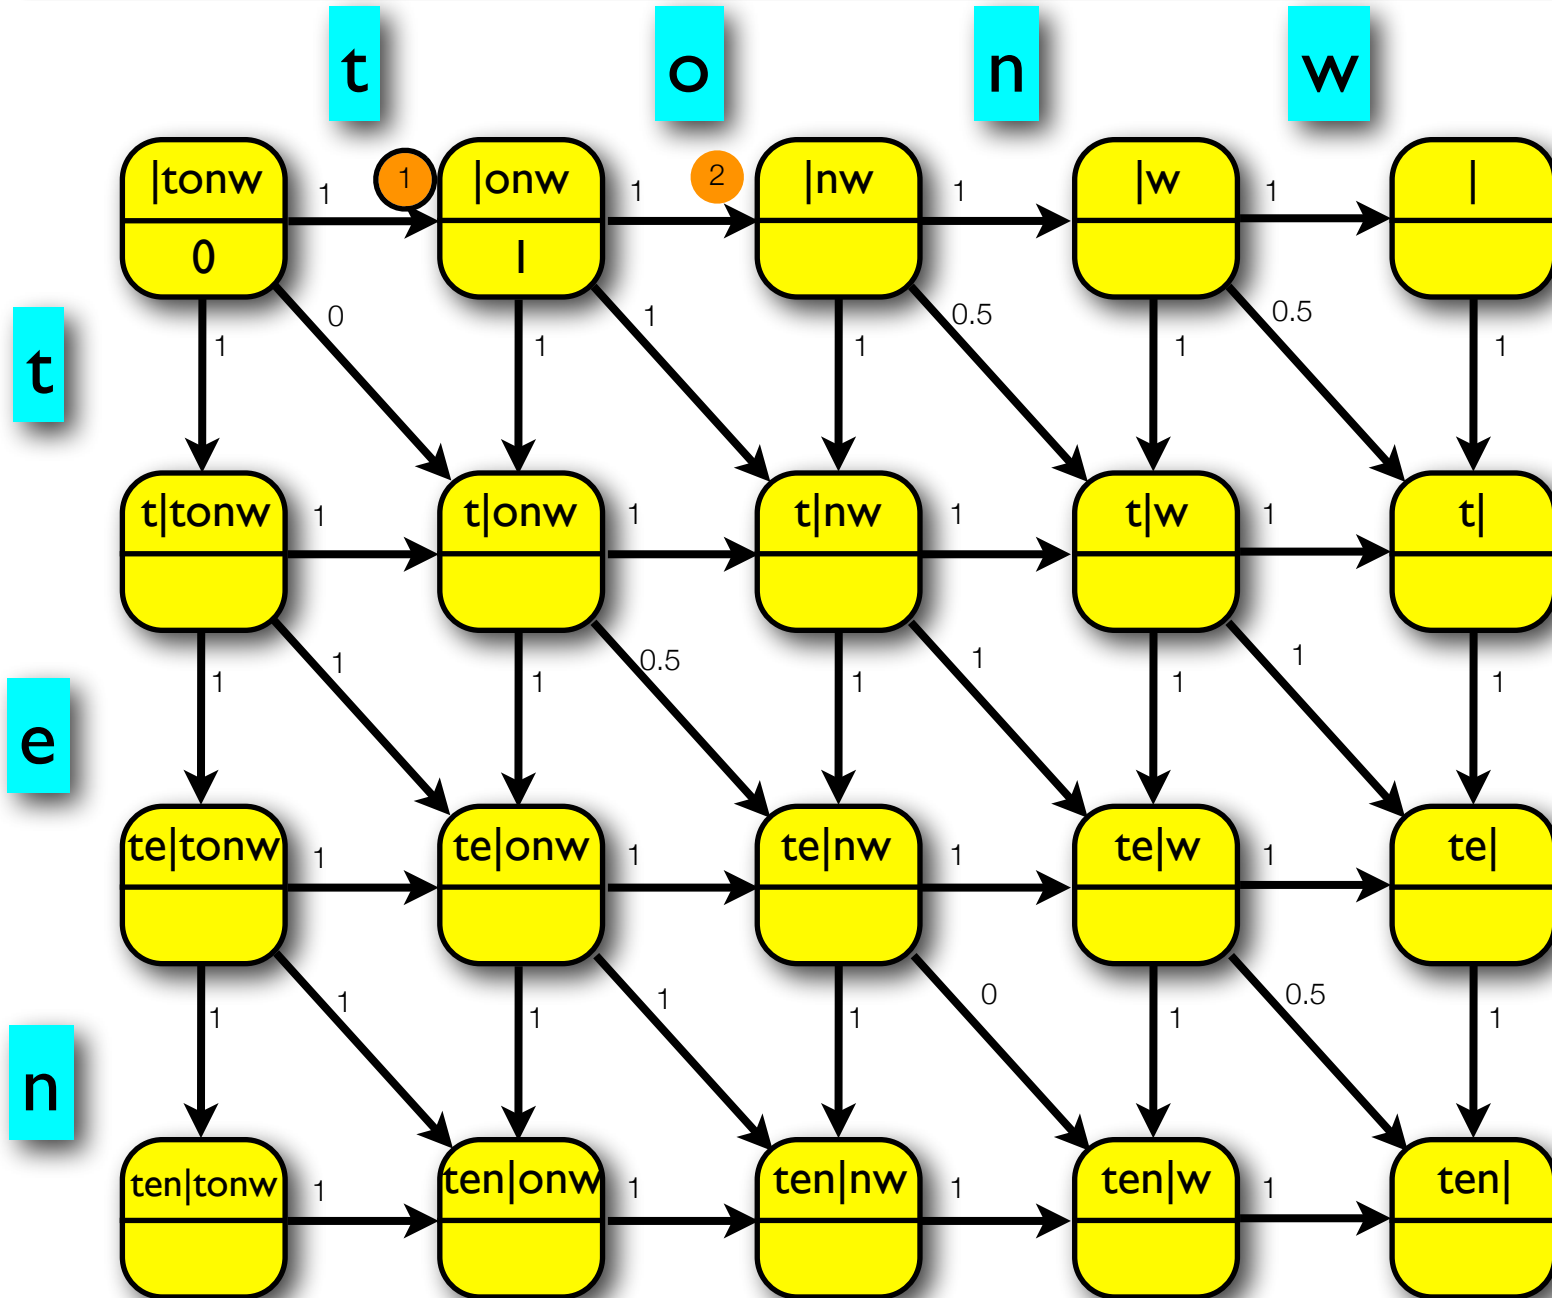 t o n w
|tonw 1 1 |onw 1 2 |nw 1 |w 1 |
0 1
t 1 0 1 1 1 0.5 1 0.5 1
t|tonw 1 t|onw 1 t|nw 1 t|w 1 t|
e 1 1 1 0.5 1 1 1 1 1
te|tonw 1 te|onw 1 te|nw 1 te|w 1 te|
n 1 1 1 1 1 0 1 0.5 1
ten|tonw 1 ten|onw 1 ten|nw 1 ten|w 1 ten|